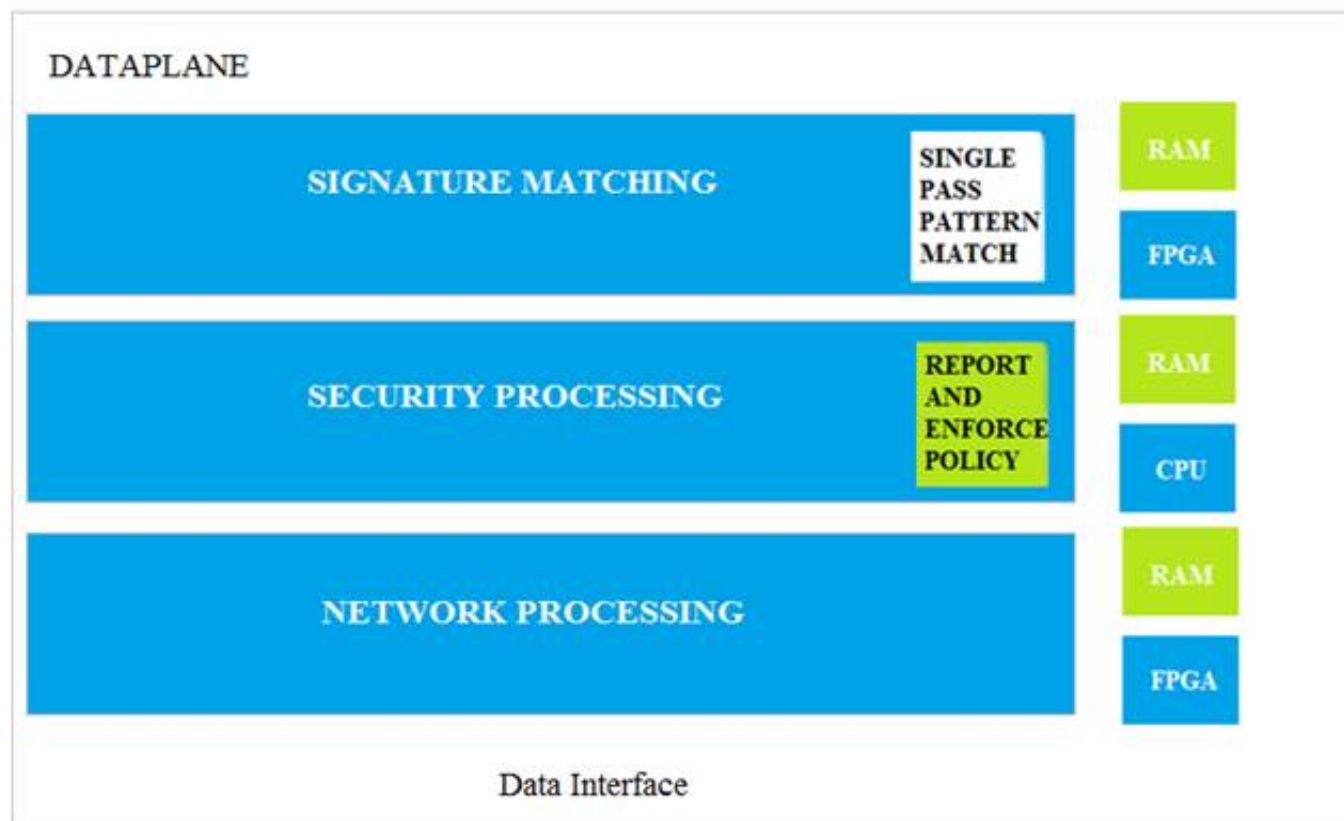 DATAPLANE
SIGNATURE MATCHING
SINGLE
PASS
PATTERN
MATCH
RAM
FPGA
SECURITY PROCESSING
REPORT
AND
ENFORCE
POLICY
RAM
CPU
NETWORK PROCESSING
RAM
FPGA
Data Interface